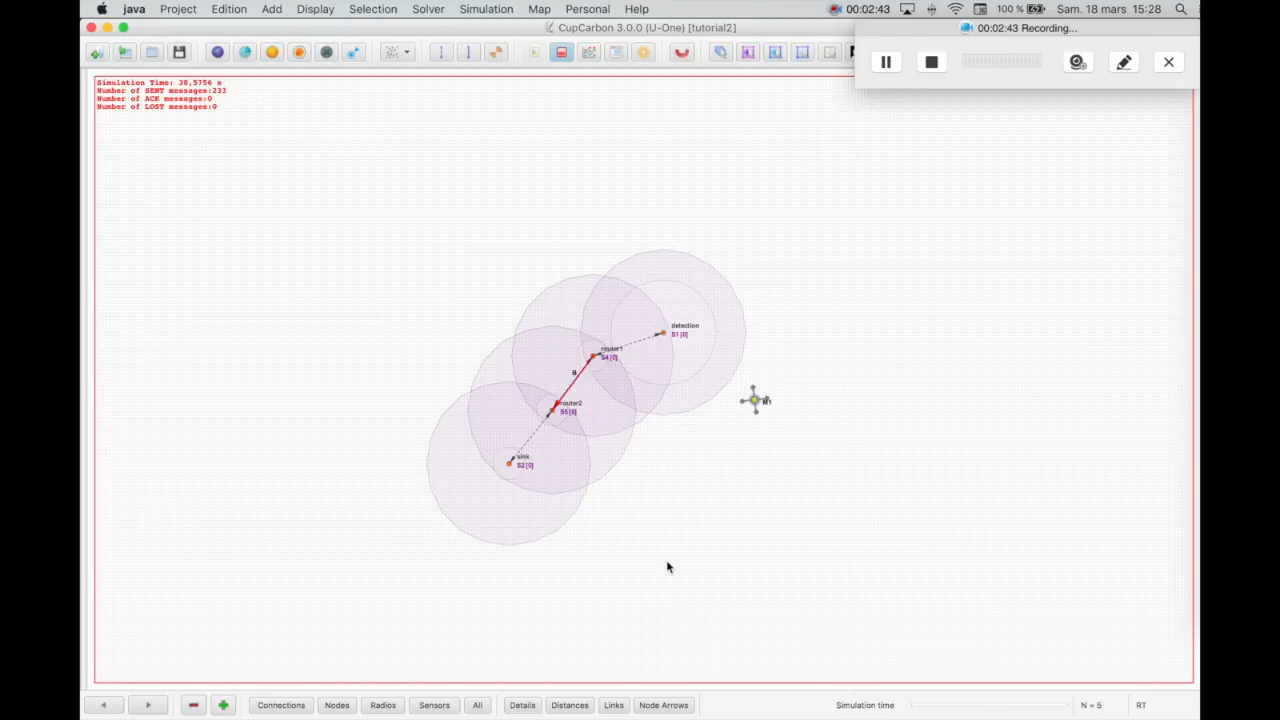 java Project Edition Add Display Selection Solver Simulation Map Personal Help 00:02:43 100 % Sam. 18 mars 15:28
CupCarbon 3.0.0 (U-One) [tutorial2]
00:02:43 Recording...
Simulation Time: 38,5756 s
Number of SENT messages:233
Number of ACK messages:0
Number of LOST messages:0
detection
S1 [0]
router1
S4 [0]
B
router2
S5 [0]
M1
sink
S2 [0]
Connections Nodes Radios Sensors All Details Distances Links Node Arrows Simulation time N = 5 RT